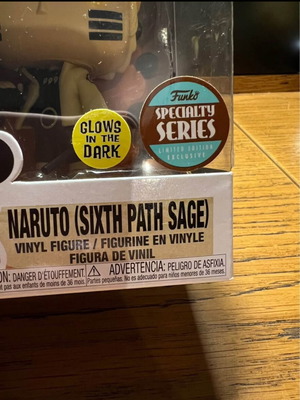 GLOWS
IN THE
DARK
Funko
SPECIALTY
SERIES
LIMITED EDITION
EXCLUSIVE
NARUTO (SIXTH PATH SAGE)
VINYL FIGURE / FIGURINE EN VINYLE
FIGURA DE VINIL
ION: DANGER D'ÉTOUFFEMENT.
ADVERTENCIA: PELIGRO DE ASFIXIA.
pas aux enfants de moins de 36 mois.
Partes pequeñas. No es adecuado para niños menores de 36 meses.